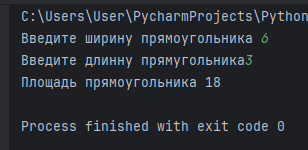 C:\Users\User\PycharmProjects\Python
Введите ширину прямоугольника 6
Введите длинну прямугольника3
Площадь прямоугольника 18
Process finished with exit code 0